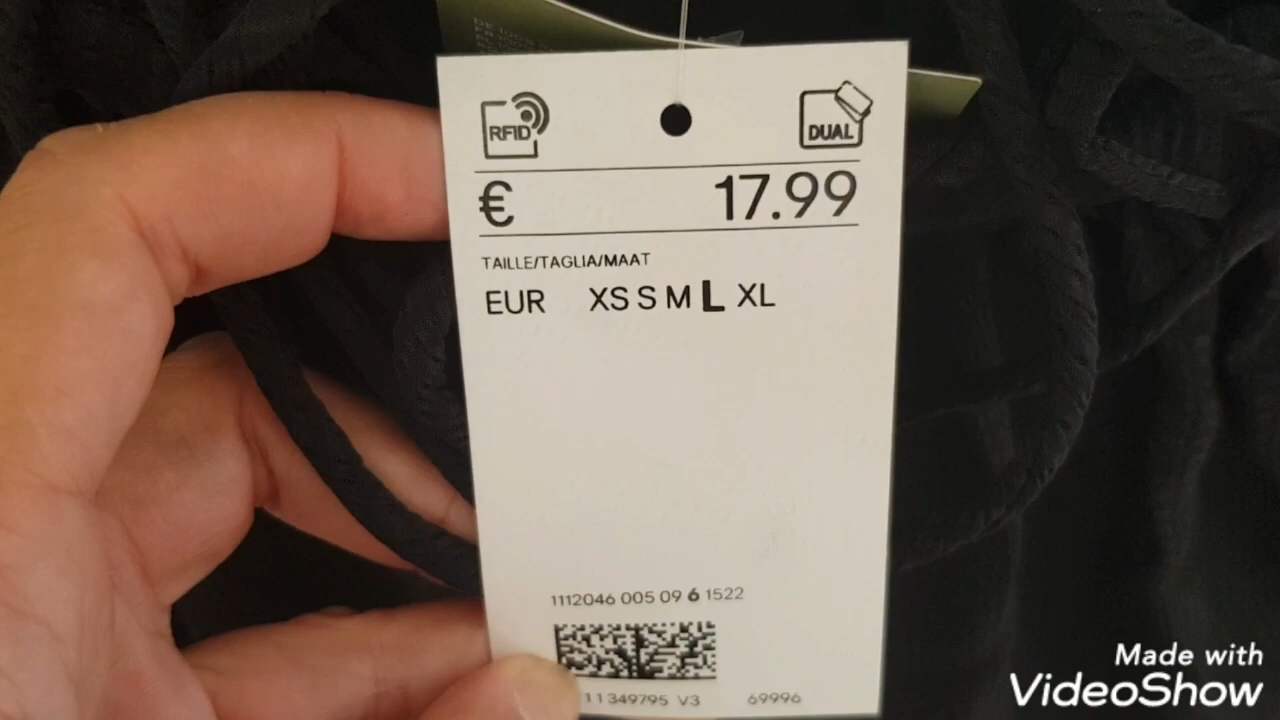 RFID
DUAL
€ 17.99
TAILLE/TAGLIA/MAAT
EUR XS S M L XL
1112046 005 09 6 1522
11349795 V3 69996
Made with
VideoShow